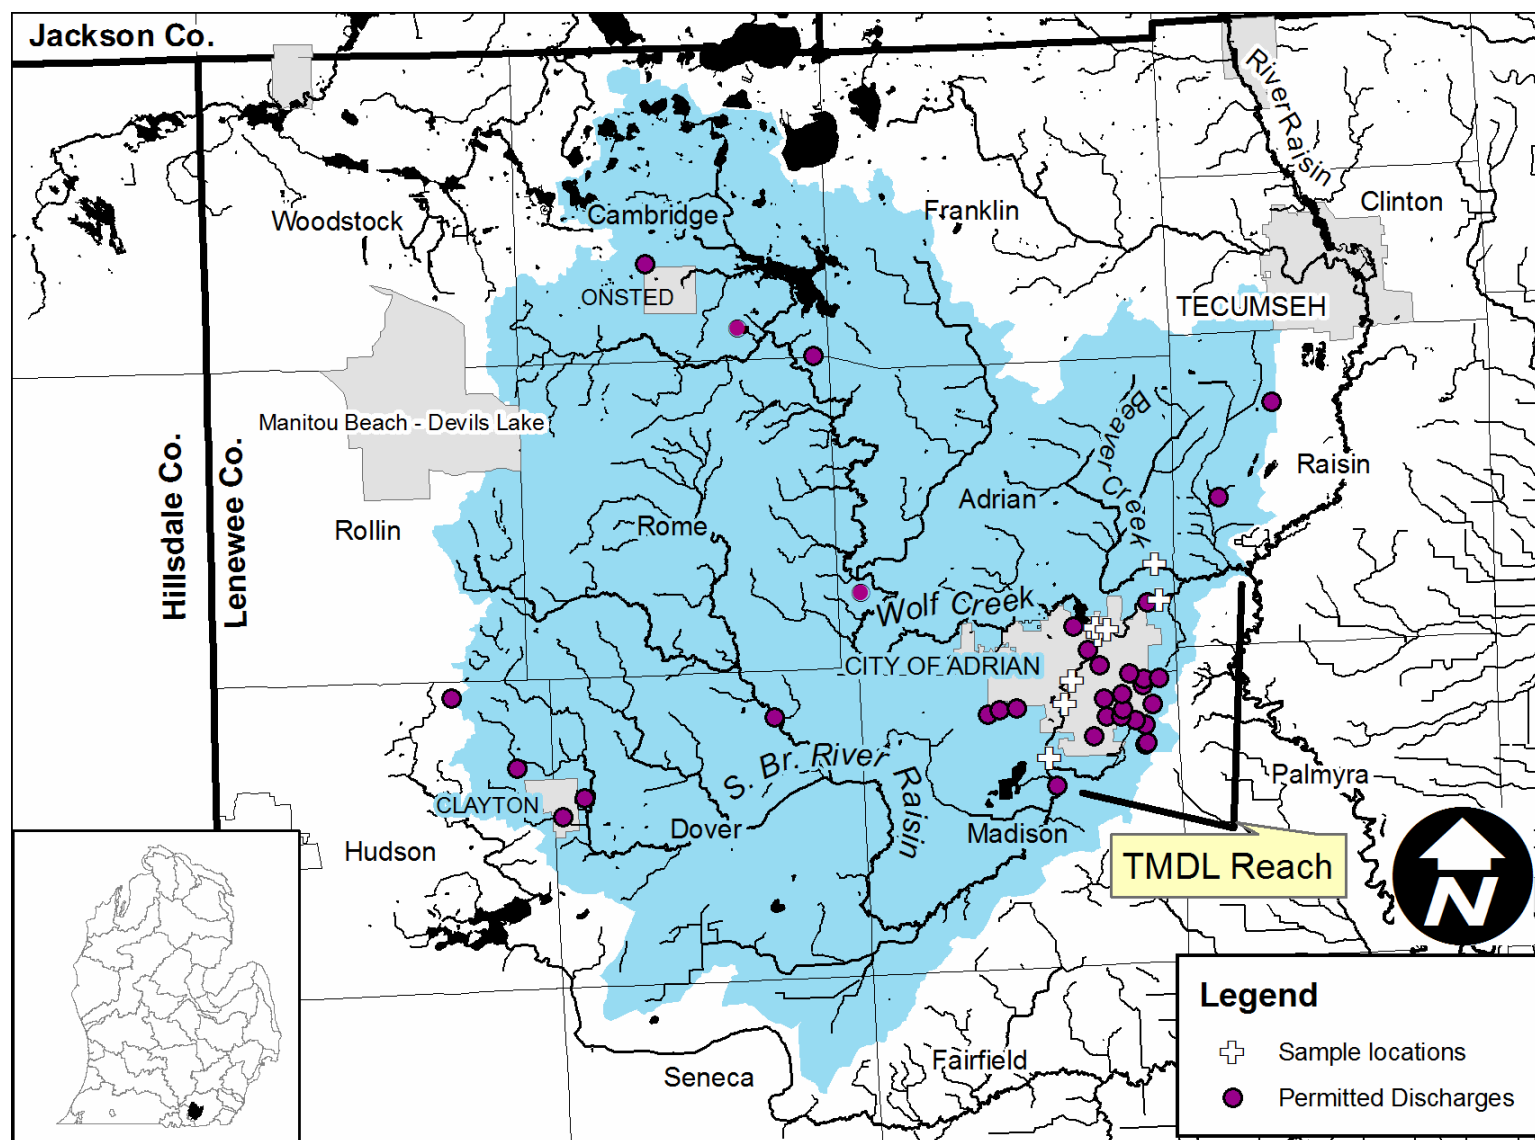 Jackson Co.
River Raisin
Woodstock
Cambridge
Franklin
Clinton
ONSTED
TECUMSEH
Manitou Beach - Devils Lake
Beaver Creek
Hillsdale Co.
Lenewee Co.
Rollin
Rome
Adrian
Raisin
Wolf Creek
CITY OF ADRIAN
S. Br. River Raisin
CLAYTON
Dover
Madison
Palmyra
Hudson
TMDL Reach
N
Seneca
Fairfield
Legend
Sample locations
Permitted Discharges